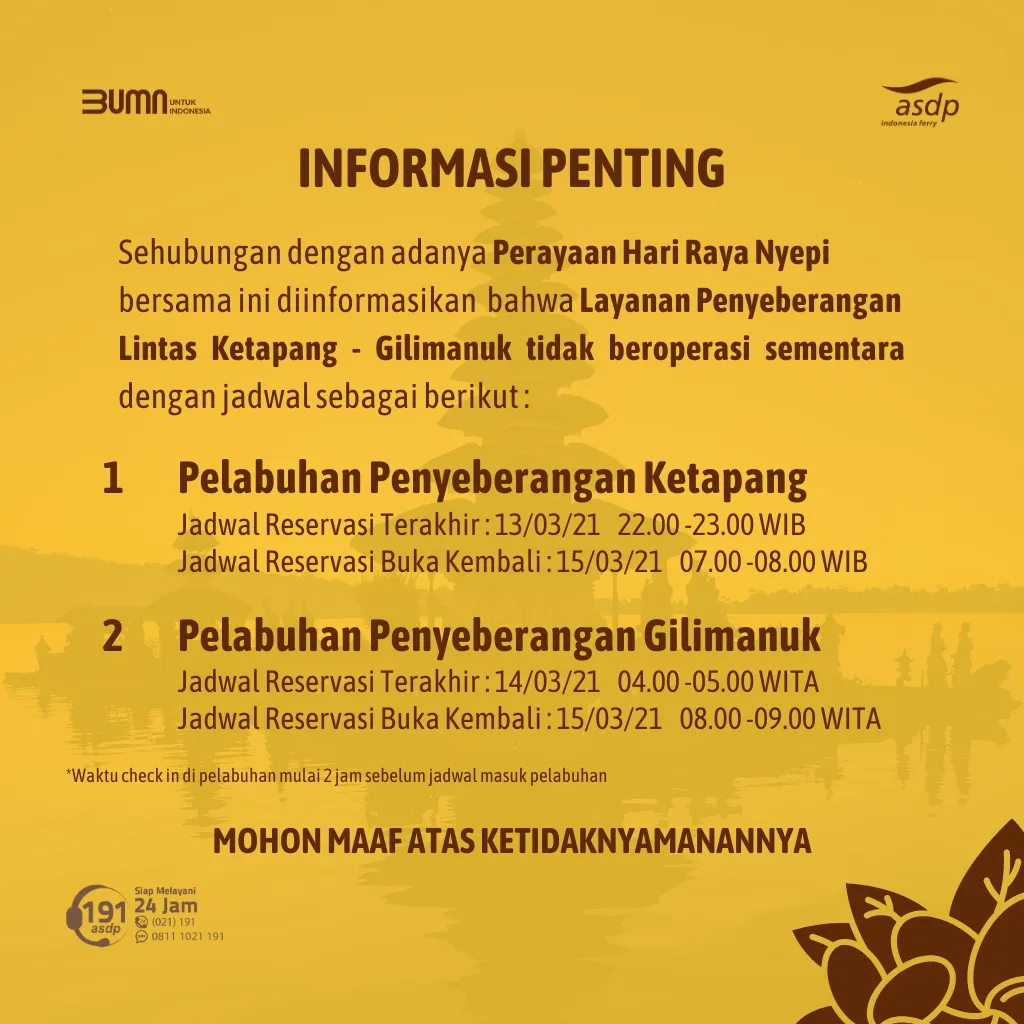 BUMN UNTUK INDONESIA
asdp
indonesia ferry
INFORMASI PENTING
Sehubungan dengan adanya Perayaan Hari Raya Nyepi
bersama ini diinformasikan bahwa Layanan Penyeberangan
Lintas Ketapang - Gilimanuk tidak beroperasi sementara
dengan jadwal sebagai berikut :
1 Pelabuhan Penyeberangan Ketapang
Jadwal Reservasi Terakhir : 13/03/21 22.00 -23.00 WIB
Jadwal Reservasi Buka Kembali : 15/03/21 07.00 -08.00 WIB
2 Pelabuhan Penyeberangan Gilimanuk
Jadwal Reservasi Terakhir : 14/03/21 04.00 -05.00 WITA
Jadwal Reservasi Buka Kembali : 15/03/21 08.00 -09.00 WITA
*Waktu check in di pelabuhan mulai 2 jam sebelum jadwal masuk pelabuhan
MOHON MAAF ATAS KETIDAKNYAMANANNYA
191
asdp
Siap Melayani
24 Jam
(021) 191
0811 1021 191